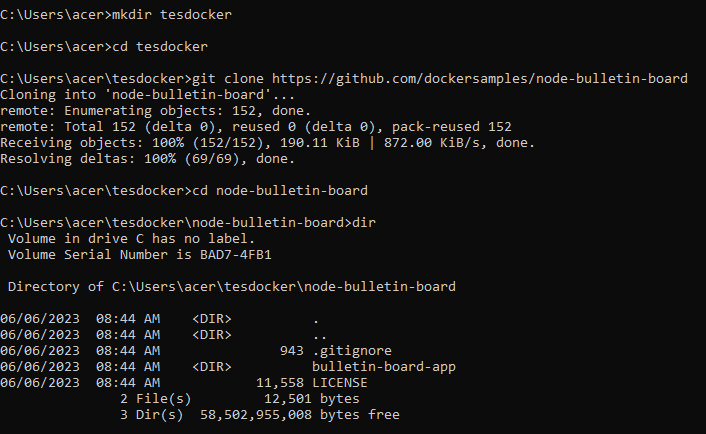 C:\Users\acer>mkdir tesdocker
C:\Users\acer>cd tesdocker
C:\Users\acer\tesdocker>git clone https://github.com/dockersamples/node-bulletin-board
Cloning into 'node-bulletin-board'...
remote: Enumerating objects: 152, done.
remote: Total 152 (delta 0), reused 0 (delta 0), pack-reused 152
Receiving objects: 100% (152/152), 190.11 KiB | 872.00 KiB/s, done.
Resolving deltas: 100% (69/69), done.
C:\Users\acer\tesdocker>cd node-bulletin-board
C:\Users\acer\tesdocker\node-bulletin-board>dir
Volume in drive C has no label.
Volume Serial Number is BAD7-4FB1
Directory of C:\Users\acer\tesdocker\node-bulletin-board
06/06/2023  08:44 AM    <DIR>          .
06/06/2023  08:44 AM    <DIR>          ..
06/06/2023  08:44 AM               943 .gitignore
06/06/2023  08:44 AM    <DIR>          bulletin-board-app
06/06/2023  08:44 AM            11,558 LICENSE
2 File(s)         12,501 bytes
3 Dir(s)  58,502,955,008 bytes free